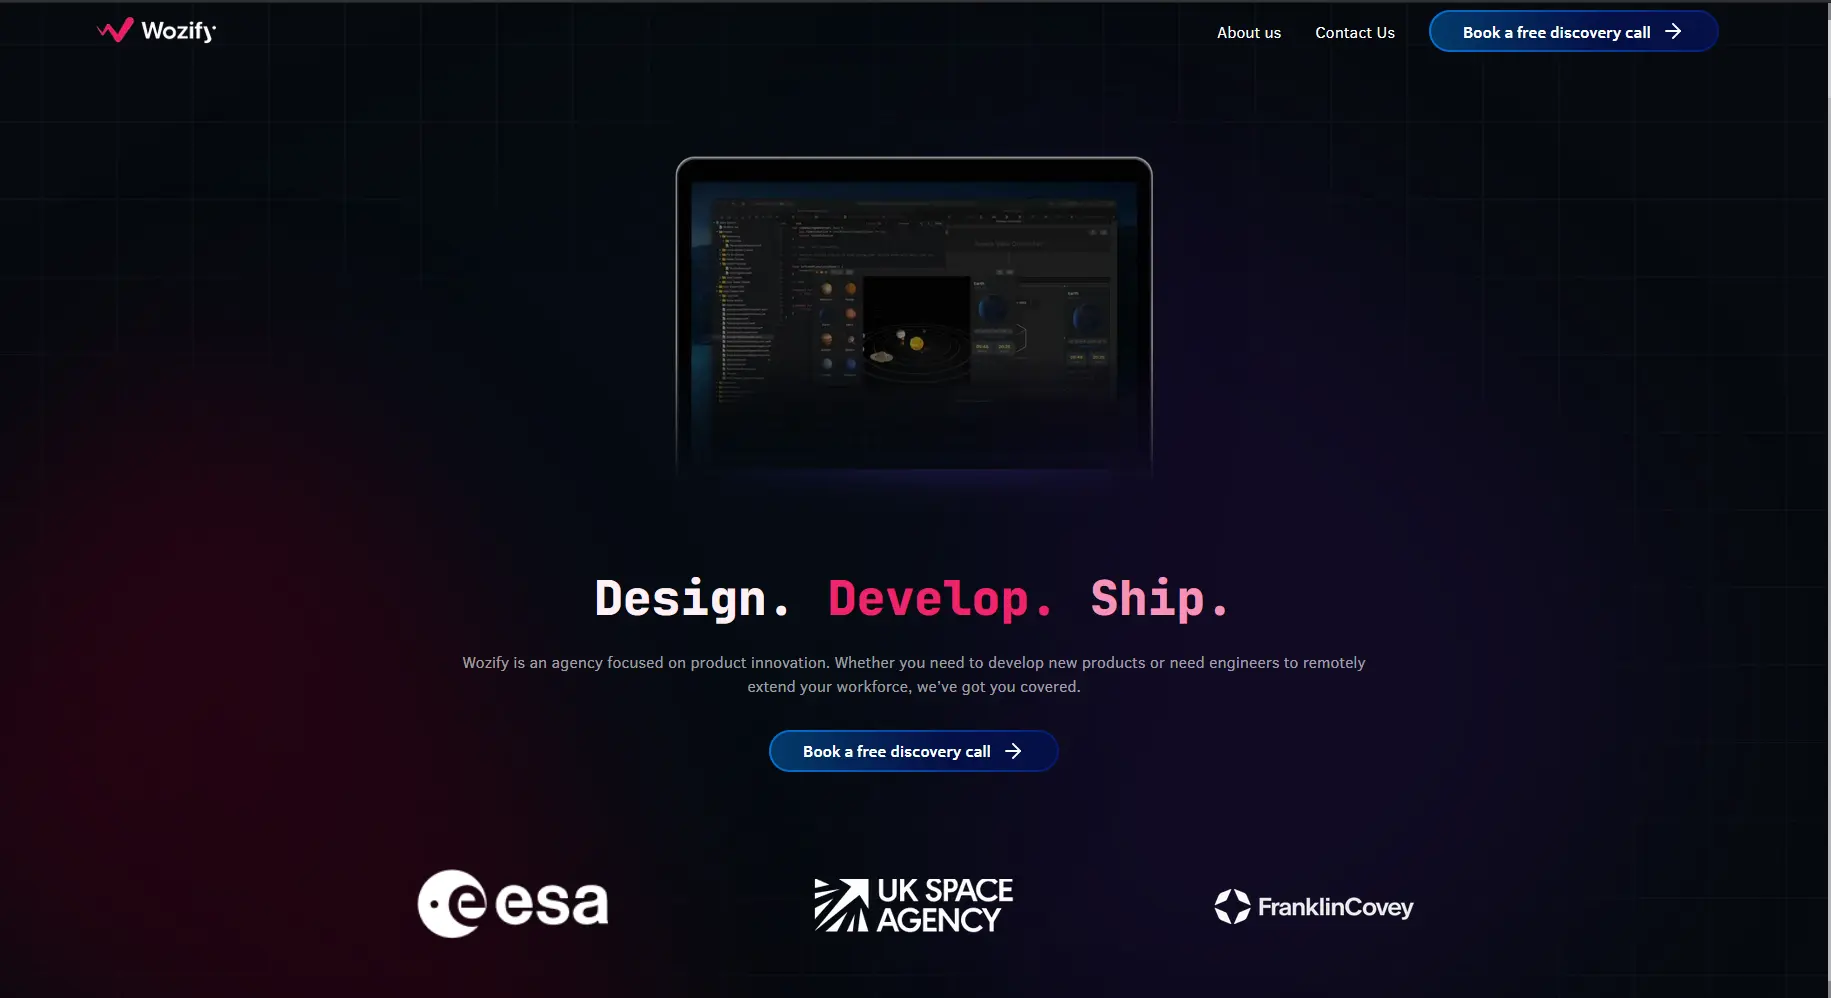 Wozify
About us
Contact Us
Book a free discovery call
Design. Develop. Ship.
Wozify is an agency focused on product innovation. Whether you need to develop new products or need engineers to remotely
extend your workforce, we've got you covered.
Book a free discovery call
esa
UK SPACE
AGENCY
FranklinCovey